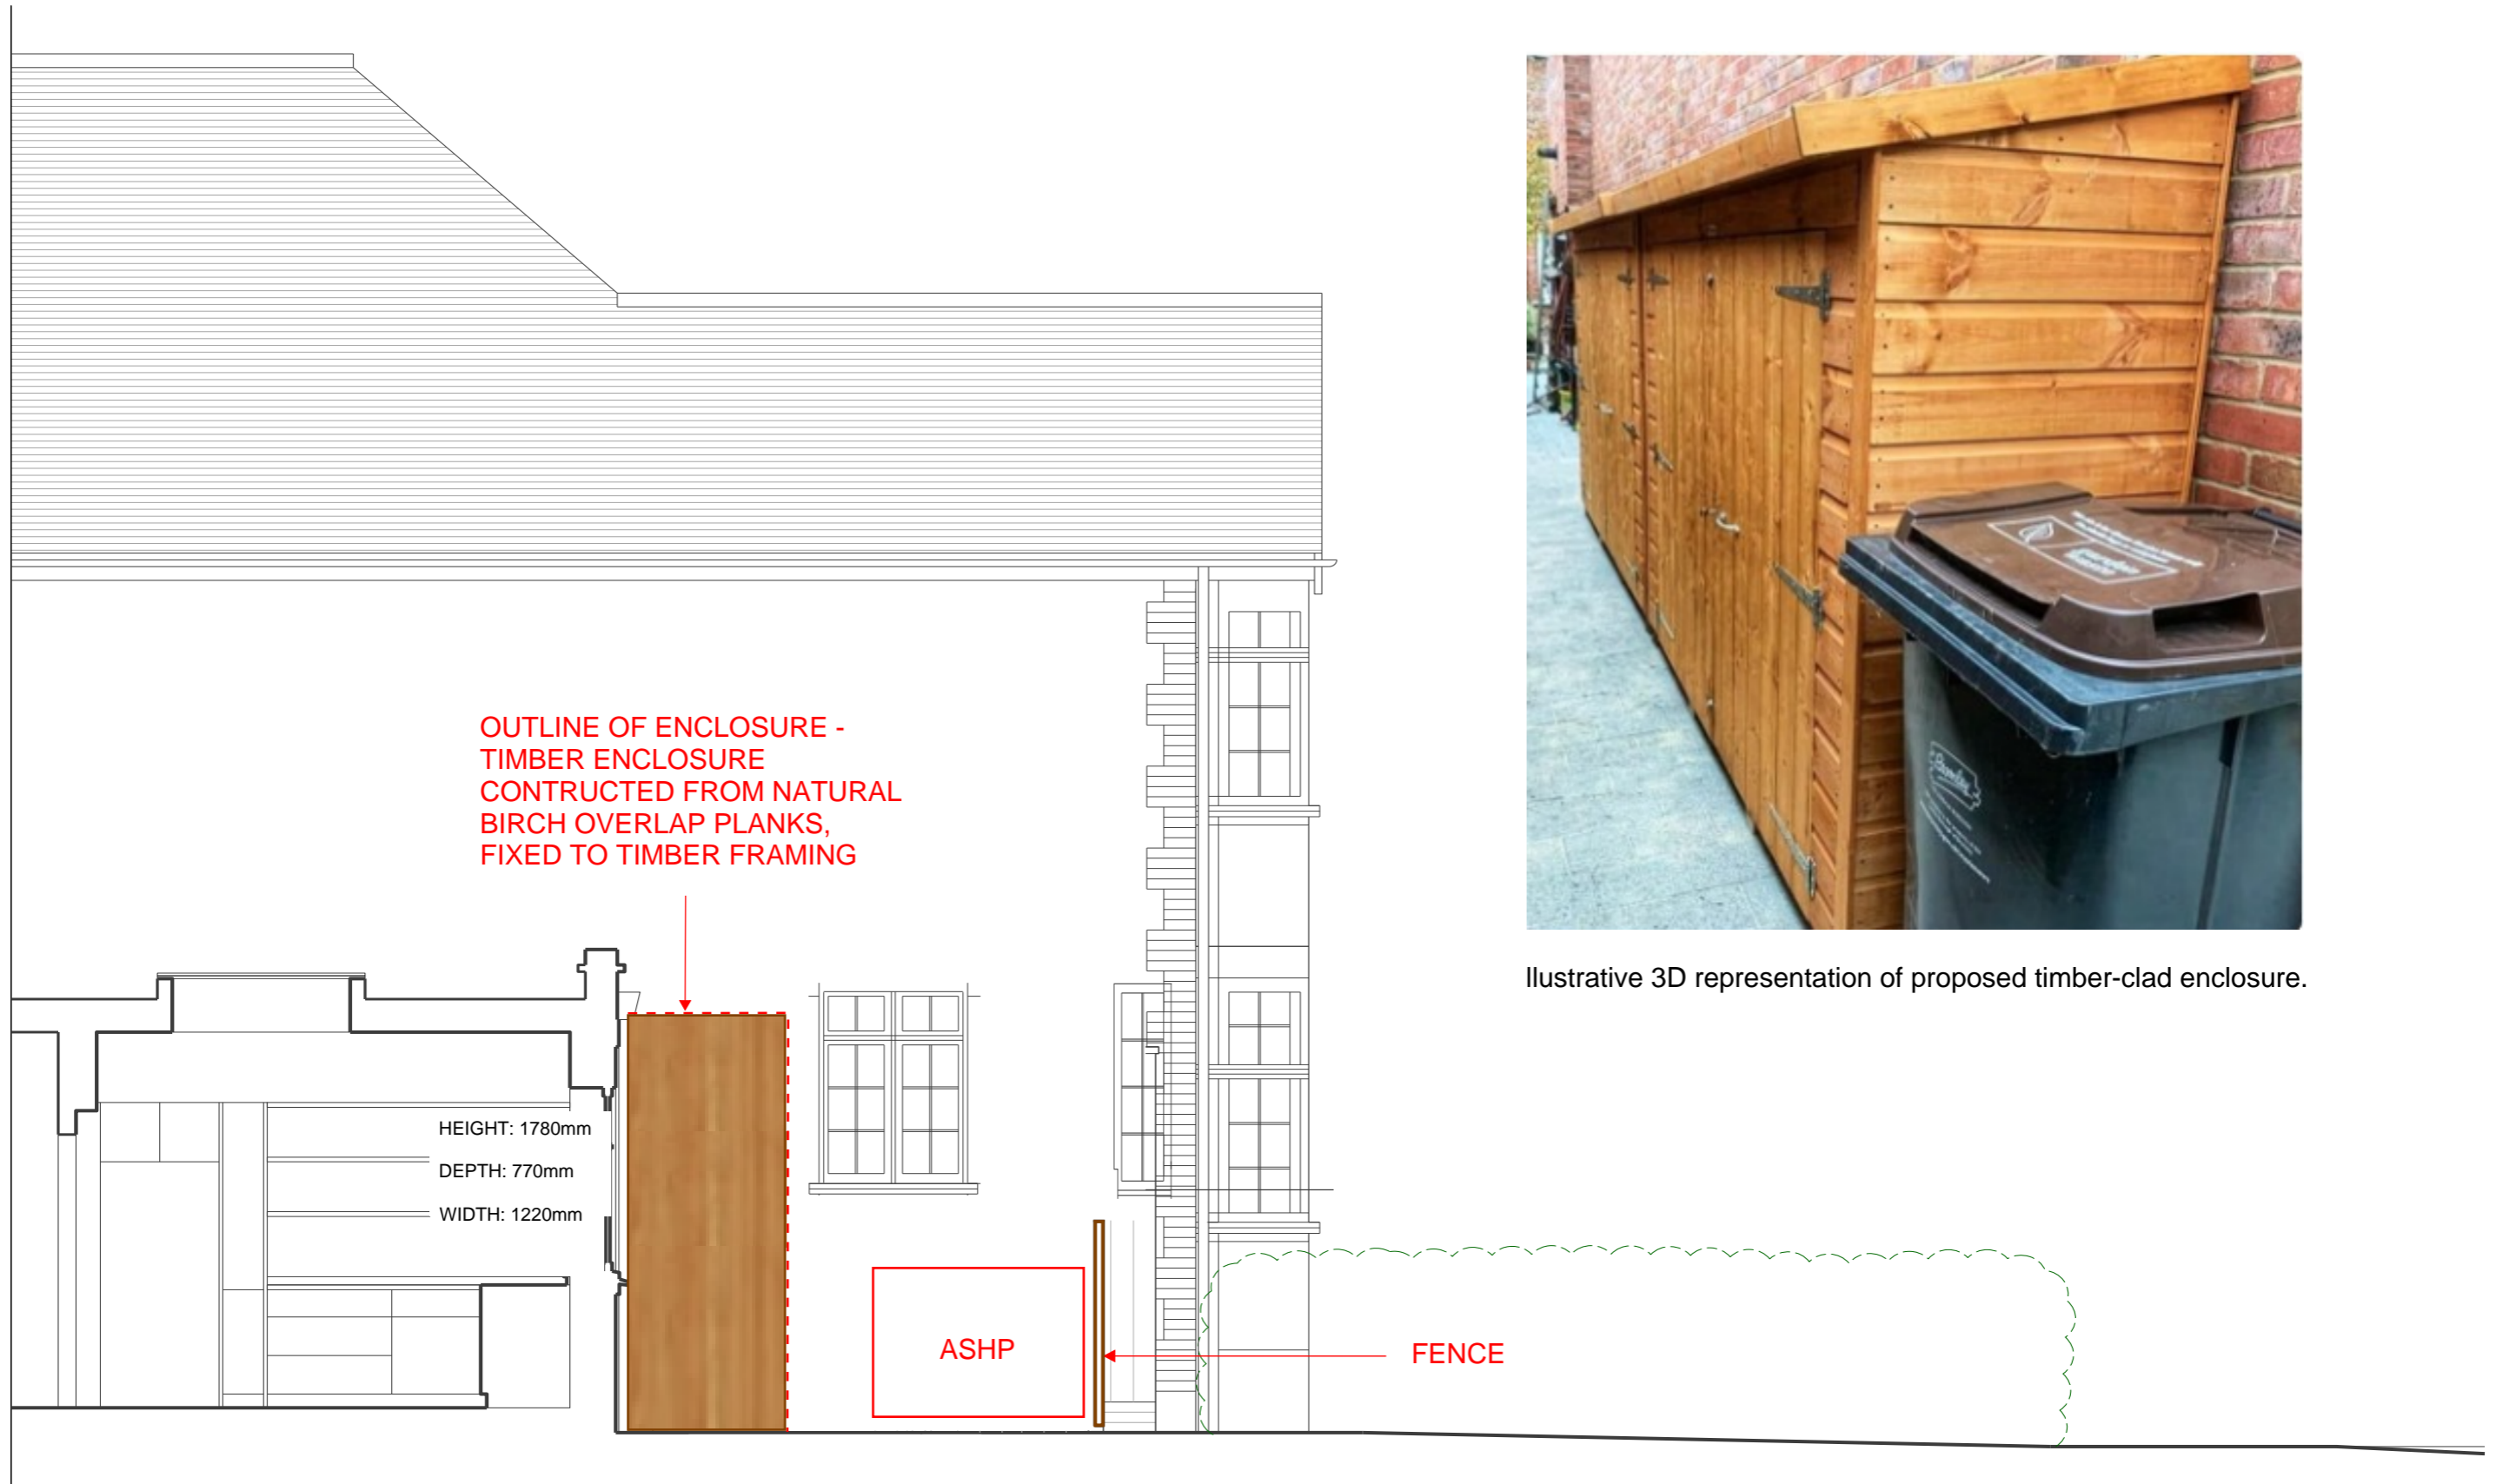 OUTLINE OF ENCLOSURE -
TIMBER ENCLOSURE
CONTRUCTED FROM NATURAL
BIRCH OVERLAP PLANKS,
FIXED TO TIMBER FRAMING
HEIGHT: 1780mm
DEPTH: 770mm
WIDTH: 1220mm
ASHP
FENCE
llustrative 3D representation of proposed timber-clad enclosure.